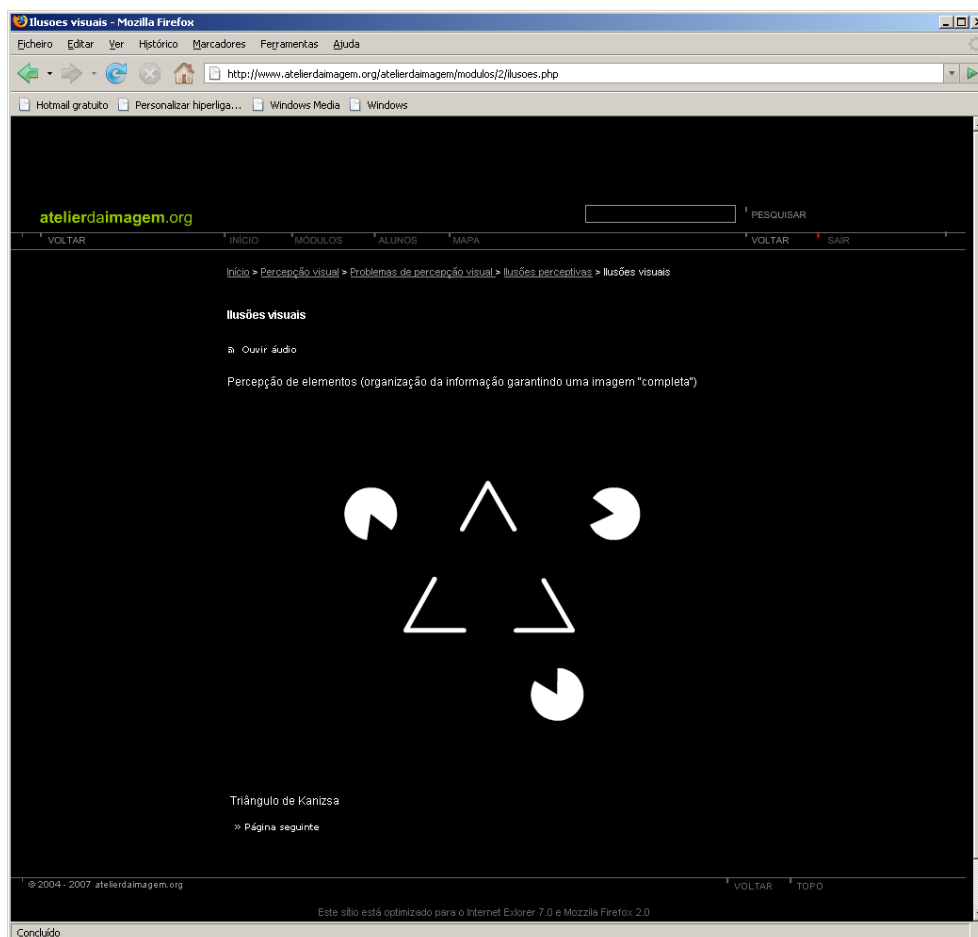 Ilusoes visuais - Mozilla Firefox
Ficheiro Editar Ver Histórico Marcadores Ferramentas Ajuda
http://www.atelierdaimagem.org/atelierdaimagem/modulos/2/ilusoes.php
Hotmail gratuito Personalizar hiperliga... Windows Media Windows
atelierdaimagem.org PESQUISAR
VOLTAR INÍCIO MÓDULOS ALUNOS MAPA VOLTAR SAIR
Início > Percepção visual > Problemas de percepção visual > Ilusões perceptivas > Ilusões visuais
Ilusões visuais
Ouvir áudio
Percepção de elementos (organização da informação garantindo uma imagem "completa")
Triângulo de Kanizsa
» Página seguinte
© 2004 - 2007 atelierdaimagem.org VOLTAR TOPO
Este sítio está optimizado para o Internet Exlorer 7.0 e Mozzila Firefox 2.0
Concluído